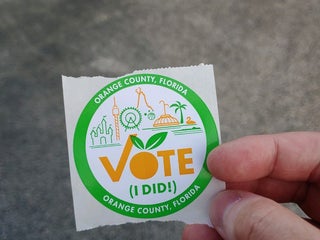 ORANGE COUNTY, FLORIDA
VOTE
(I DID!)
ORANGE COUNTY, FLORIDA